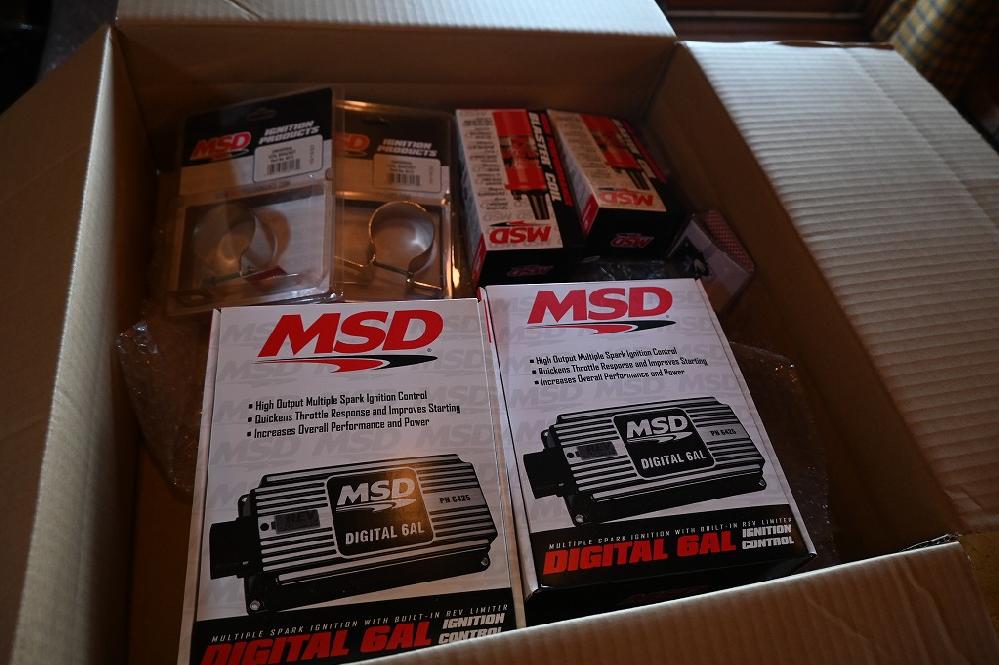 MSD
IGNITION
PRODUCTS
IGNITION
PRODUCTS
BLASTER COIL
MSD
MSD
MSD
MSD
MSD
• High Output Multiple Spark Ignition Control
• Quickens Throttle Response and Improves Starting
• Increases Overall Performance and Power
REV
MSD
PN 6425
DIGITAL 6AL
MULTIPLE SPARK IGNITION WITH BUILT-IN REV LIMITER
DIGITAL 6AL IGNITION
CONTROL
MSD
• High Output Multiple Spark Ignition Control
• Quickens Throttle Response and Improves Starting
• Increases Overall Performance and Power
REV
MSD
PN 6425
DIGITAL 6AL
MULTIPLE SPARK IGNITION WITH BUILT-IN REV LIMITER
DIGITAL 6AL IGNITION
CONTROL